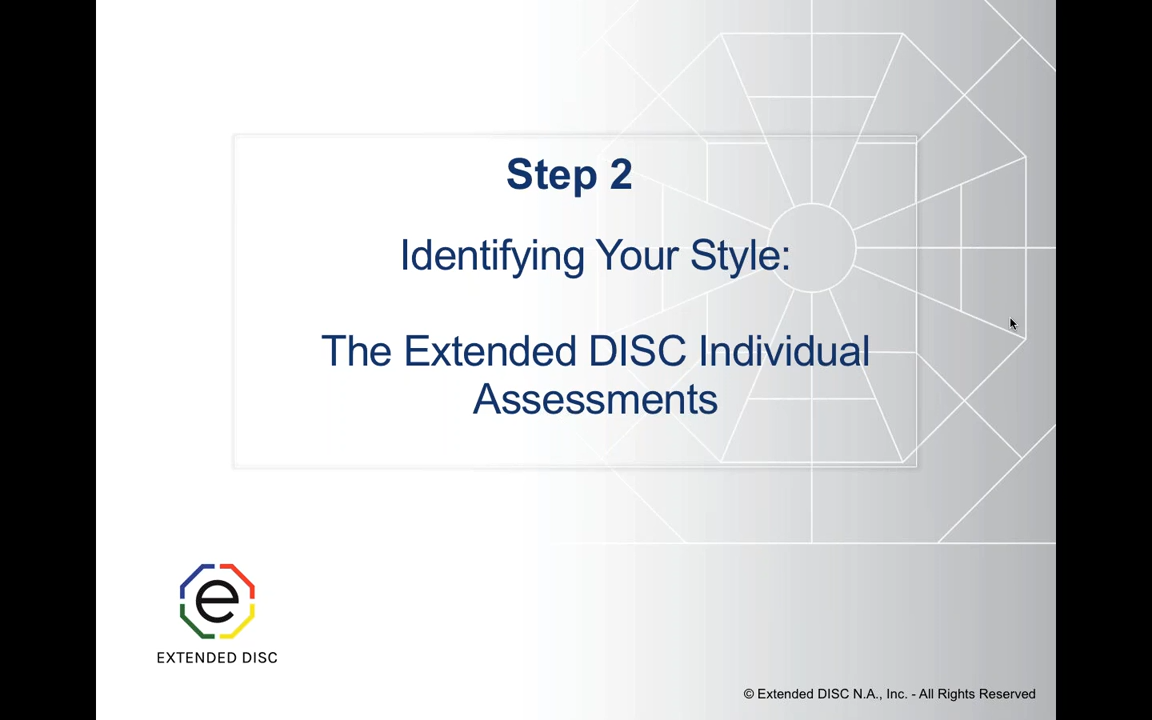 Step 2
Identifying Your Style:
The Extended DISC Individual
Assessments
e
EXTENDED DISC
© Extended DISC N.A., Inc. - All Rights Reserved